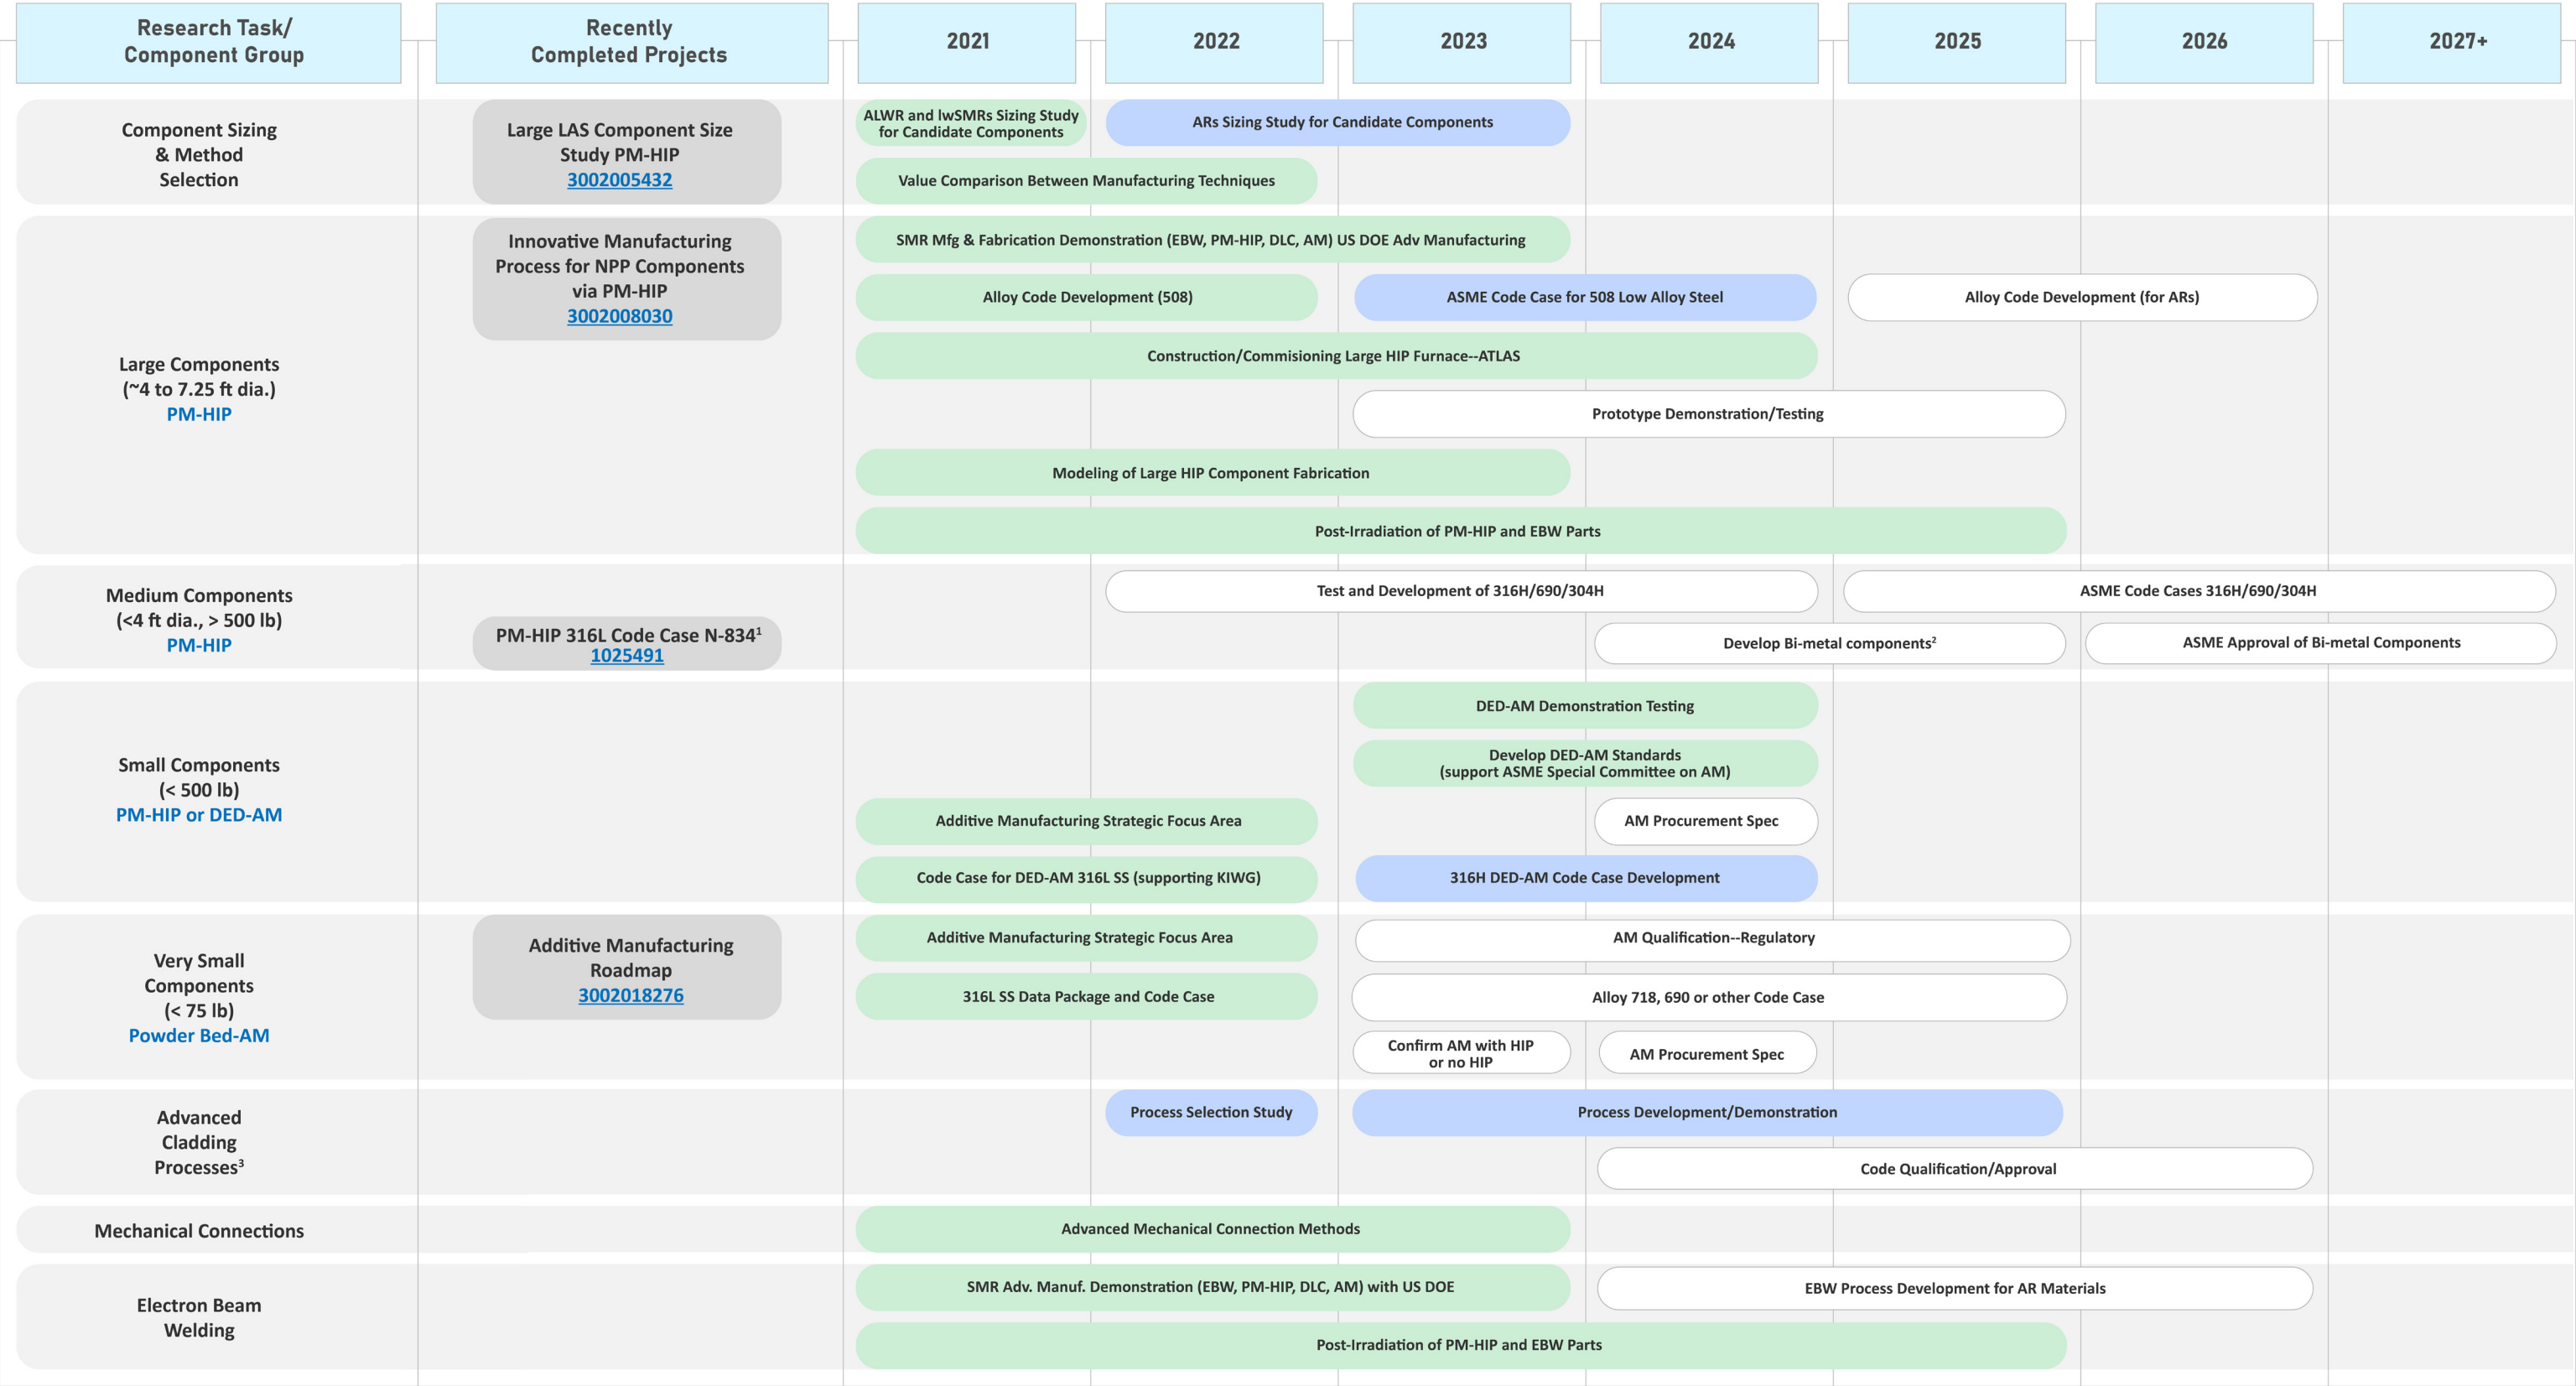 Research Task/
Component Group
Recently
Completed Projects
2021
2022
2023
2024
2025
2026
2027+
Component Sizing
& Method
Selection
Large LAS Component Size
Study PM-HIP
3002005432
ALWR and lwSMRs Sizing Study
for Candidate Components
ARs Sizing Study for Candidate Components
Value Comparison Between Manufacturing Techniques
Large Components
(~4 to 7.25 ft dia.)
PM-HIP
Innovative Manufacturing
Process for NPP Components
via PM-HIP
3002008030
SMR Mfg & Fabrication Demonstration (EBW, PM-HIP, DLC, AM) US DOE Adv Manufacturing
Alloy Code Development (508)
ASME Code Case for 508 Low Alloy Steel
Alloy Code Development (for ARs)
Construction/Commisioning Large HIP Furnace--ATLAS
Prototype Demonstration/Testing
Modeling of Large HIP Component Fabrication
Post-Irradiation of PM-HIP and EBW Parts
Medium Components
(<4 ft dia., > 500 lb)
PM-HIP
PM-HIP 316L Code Case N-834¹
1025491
Test and Development of 316H/690/304H
ASME Code Cases 316H/690/304H
Develop Bi-metal components²
ASME Approval of Bi-metal Components
Small Components
(< 500 lb)
PM-HIP or DED-AM
DED-AM Demonstration Testing
Develop DED-AM Standards
(support ASME Special Committee on AM)
Additive Manufacturing Strategic Focus Area
AM Procurement Spec
Code Case for DED-AM 316L SS (supporting KIWG)
316H DED-AM Code Case Development
Very Small
Components
(< 75 lb)
Powder Bed-AM
Additive Manufacturing
Roadmap
3002018276
Additive Manufacturing Strategic Focus Area
AM Qualification--Regulatory
316L SS Data Package and Code Case
Alloy 718, 690 or other Code Case
Confirm AM with HIP
or no HIP
AM Procurement Spec
Advanced
Cladding
Processes³
Process Selection Study
Process Development/Demonstration
Code Qualification/Approval
Mechanical Connections
Advanced Mechanical Connection Methods
Electron Beam
Welding
SMR Adv. Manuf. Demonstration (EBW, PM-HIP, DLC, AM) with US DOE
EBW Process Development for AR Materials
Post-Irradiation of PM-HIP and EBW Parts